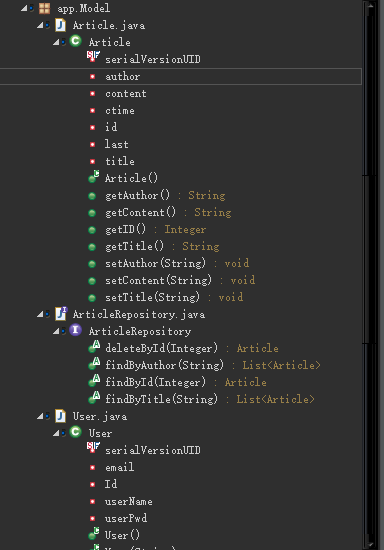 app.Model
Article.java
Article
serialVersionUID
author
content
ctime
id
last
title
Article()
getAuthor() : String
getContent() : String
getID() : Integer
getTitle() : String
setAuthor(String) : void
setContent(String) : void
setTitle(String) : void
ArticleRepository.java
ArticleRepository
deleteById(Integer) : Article
findByAuthor(String) : List<Article>
findById(Integer) : Article
findByTitle(String) : List<Article>
User.java
User
serialVersionUID
email
Id
userName
userPwd
User()